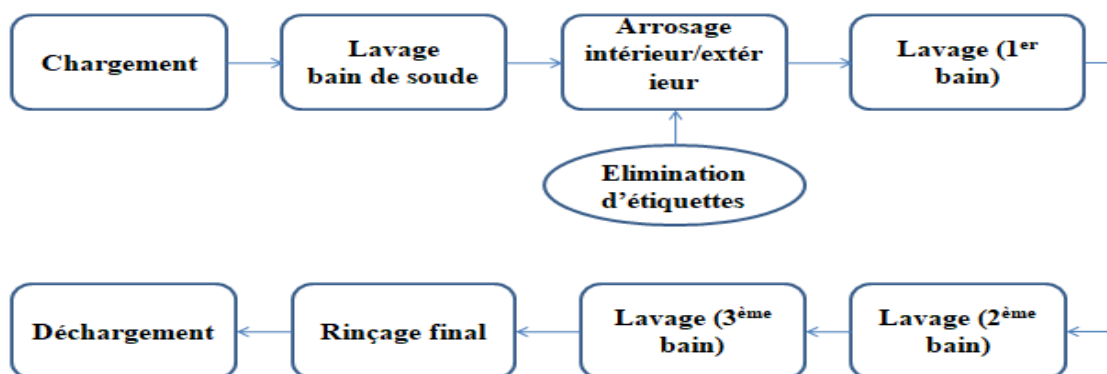 Chargement
Lavage
bain de soude
Arrosage
intérieur/extér
ieur
Lavage (1er
bain)
Elimination
d’étiquettes
Lavage (2ème
bain)
Lavage (3ème
bain)
Rinçage final
Déchargement